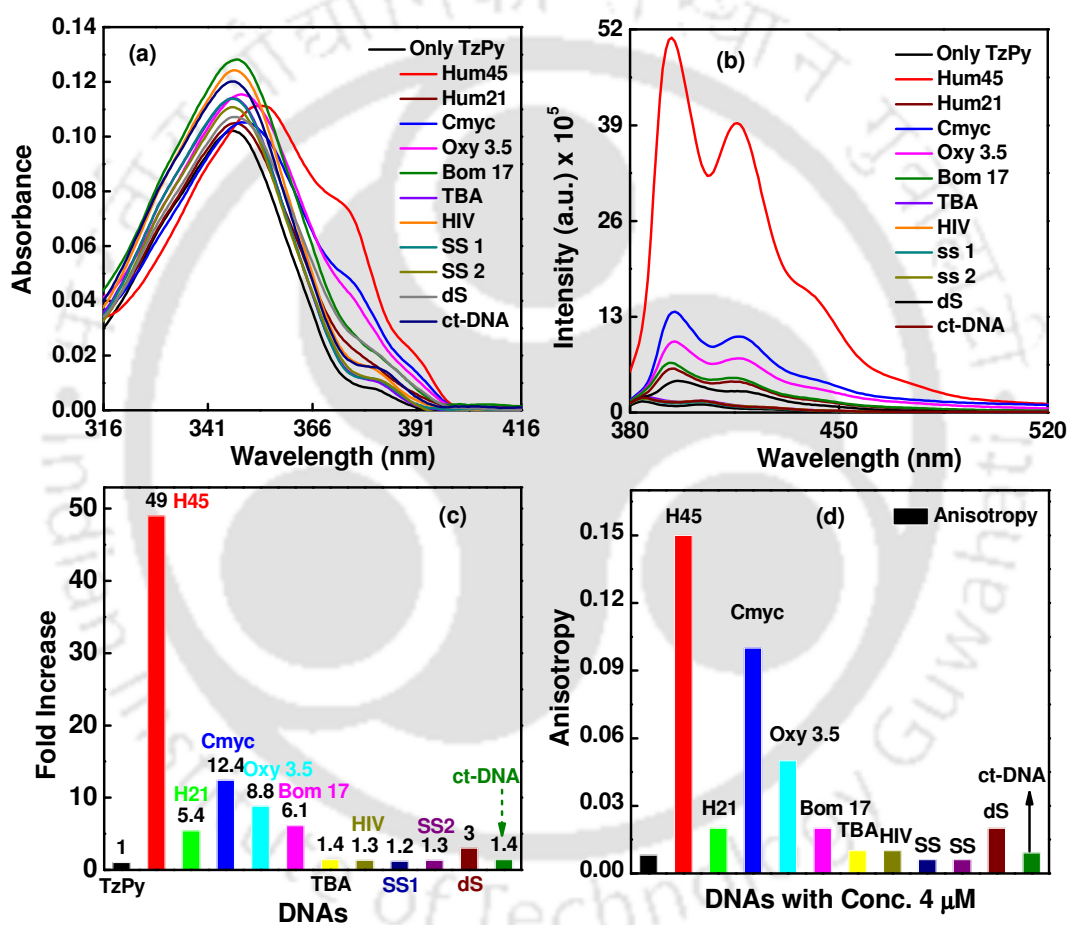 (a)
0.14
0.12
0.10
0.08
0.06
0.04
0.02
0.00
Absorbance
316 341 366 391 416
Wavelength (nm)
Only TzPy
Hum45
Hum21
Cmyc
Oxy 3.5
Bom 17
TBA
HIV
SS 1
SS 2
dS
ct-DNA
(b)
52
39
26
13
0
Intensity (a.u.) x 10⁵
380 450 520
Wavelength (nm)
Only TzPy
Hum45
Hum21
Cmyc
Oxy 3.5
Bom 17
TBA
HIV
ss 1
ss 2
dS
ct-DNA
(c)
50
40
30
20
10
0
Fold Increase
49 H45
Cmyc
12.4
Oxy 3.5
8.8
H21
5.4
Bom 17
6.1
HIV
SS2
ct-DNA
1 1.4 1.3 1.2 1.3 3 1.4
TzPy TBA SS1 dS
DNAs
(d)
Anisotropy
0.15
0.12
0.09
0.06
0.03
0.00
Anisotropy
H45
Cmyc
Oxy 3.5
H21
Bom 17
TBA
HIV
SS
SS
dS
ct-DNA
DNAs with Conc. 4 µM
Indian Institute of Technology Guwahati